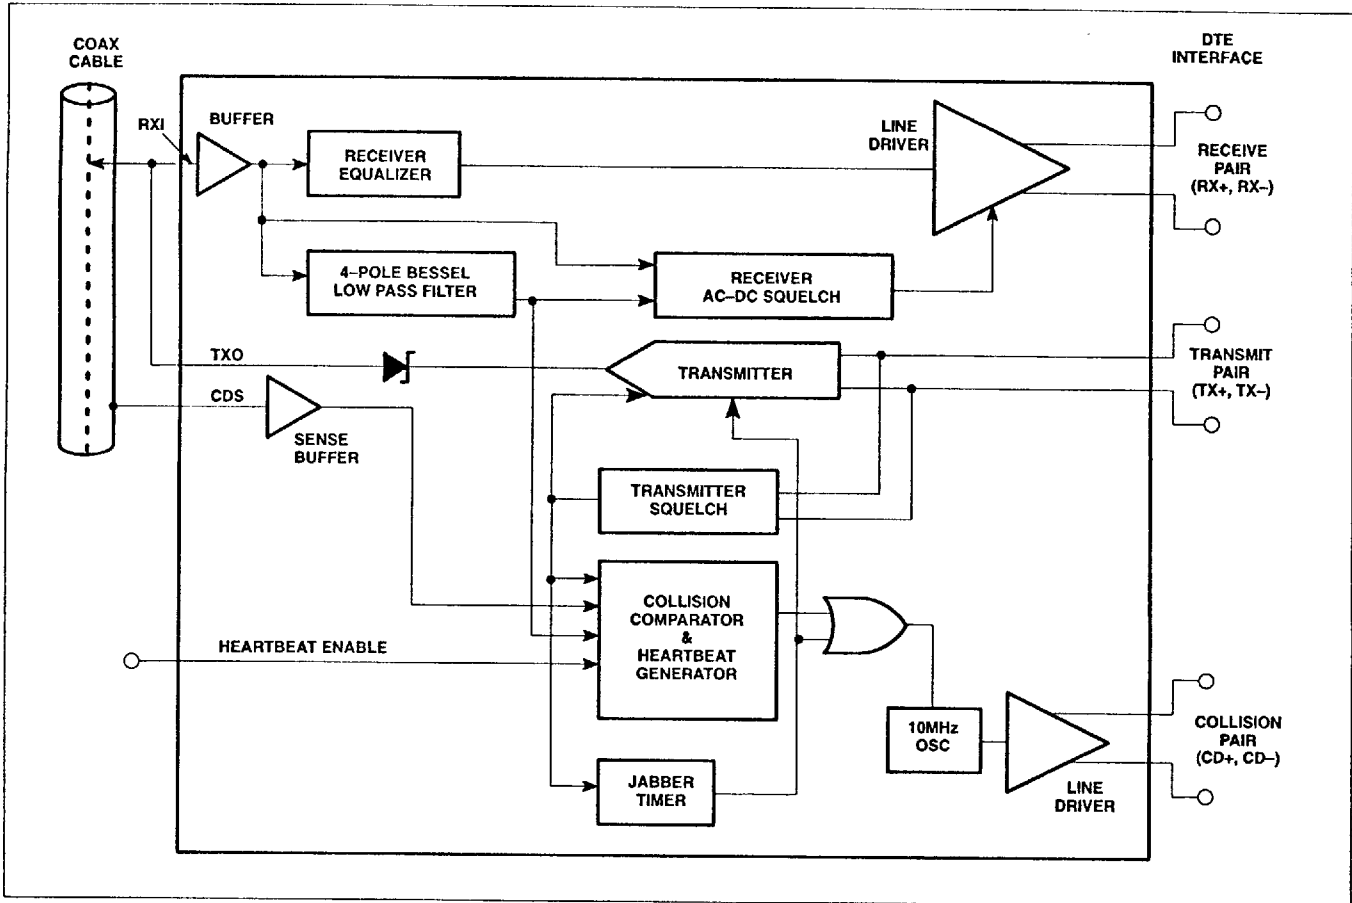 COAX
CABLE
DTE
INTERFACE
RXI
BUFFER
RECEIVER
EQUALIZER
LINE
DRIVER
RECEIVE
PAIR
(RX+, RX–)
4–POLE BESSEL
LOW PASS FILTER
RECEIVER
AC–DC SQUELCH
TXO
TRANSMITTER
TRANSMIT
PAIR
(TX+, TX–)
CDS
SENSE
BUFFER
TRANSMITTER
SQUELCH
COLLISION
COMPARATOR
&
HEARTBEAT
GENERATOR
HEARTBEAT ENABLE
10MHz
OSC
COLLISION
PAIR
(CD+, CD–)
JABBER
TIMER
LINE
DRIVER